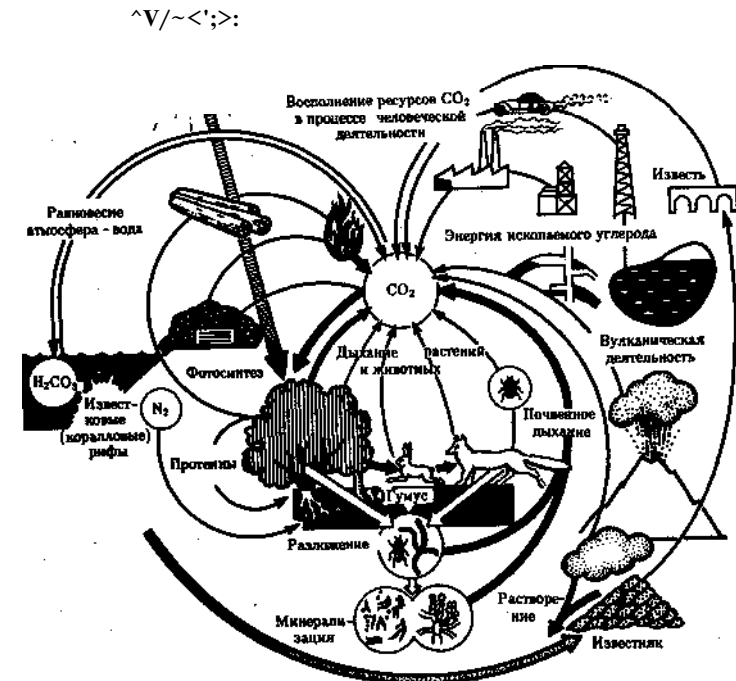 ^V/~<';>:
Восполнение ресурсов CO₂
в процессе человеческой
деятельности
Известь
Равновесие
атмосфера - вода
Энергия ископаемого углерода
CO₂
Вулканическая
деятельность
Дыхание растений
и животных
Фотосинтез
H₂CO₃
N₂
Извест-
ковые
(коралловые)
рифы
Почвенное
дыхание
Протеины
Гумус
Разложение
Растворе-
ние
Минерали-
зация
Известняк